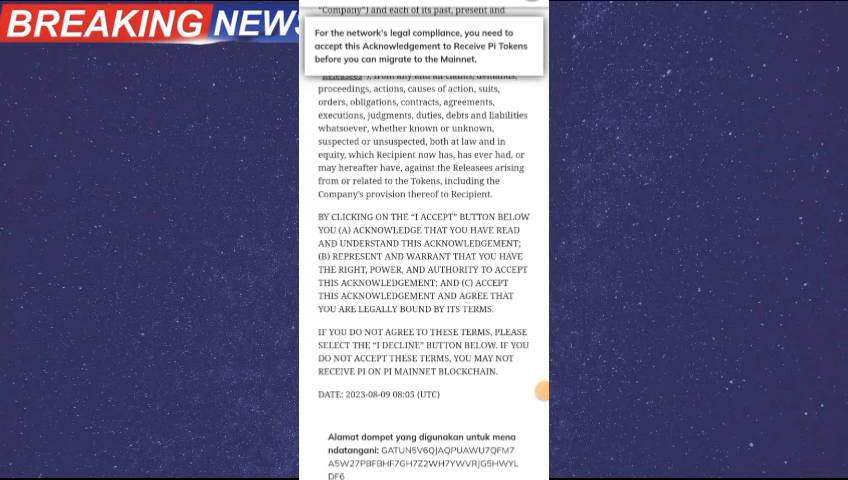 BREAKING NEWS
"Company") and each of its past, present and
For the network's legal compliance, you need to
accept this Acknowledgement to Receive Pi Tokens
before you can migrate to the Mainnet.
"Releasees"), from any and all claims, demands,
proceedings, actions, causes of action, suits,
orders, obligations, contracts, agreements,
executions, judgments, duties, debts and liabilities
whatsoever, whether known or unknown,
suspected or unsuspected, both at law and in
equity, which Recipient now has, has ever had, or
may hereafter have, against the Releasees arising
from or related to the Tokens, including the
Company's provision thereof to Recipient.
BY CLICKING ON THE "I ACCEPT" BUTTON BELOW
YOU (A) ACKNOWLEDGE THAT YOU HAVE READ
AND UNDERSTAND THIS ACKNOWLEDGEMENT;
(B) REPRESENT AND WARRANT THAT YOU HAVE
THE RIGHT, POWER, AND AUTHORITY TO ACCEPT
THIS ACKNOWLEDGEMENT; AND (C) ACCEPT
THIS ACKNOWLEDGEMENT AND AGREE THAT
YOU ARE LEGALLY BOUND BY ITS TERMS.
IF YOU DO NOT AGREE TO THESE TERMS, PLEASE
SELECT THE "I DECLINE" BUTTON BELOW. IF YOU
DO NOT ACCEPT THESE TERMS, YOU MAY NOT
RECEIVE PI ON PI MAINNET BLOCKCHAIN.
DATE: 2023-08-09 08:05 (UTC)
Alamat dompet yang digunakan untuk mena
ndatangani: GATUN5V6QJAQPUAWU7QFM7
A5W27PBFBHF7GH7Z2WH7YWVRJG5HWYL
DF6